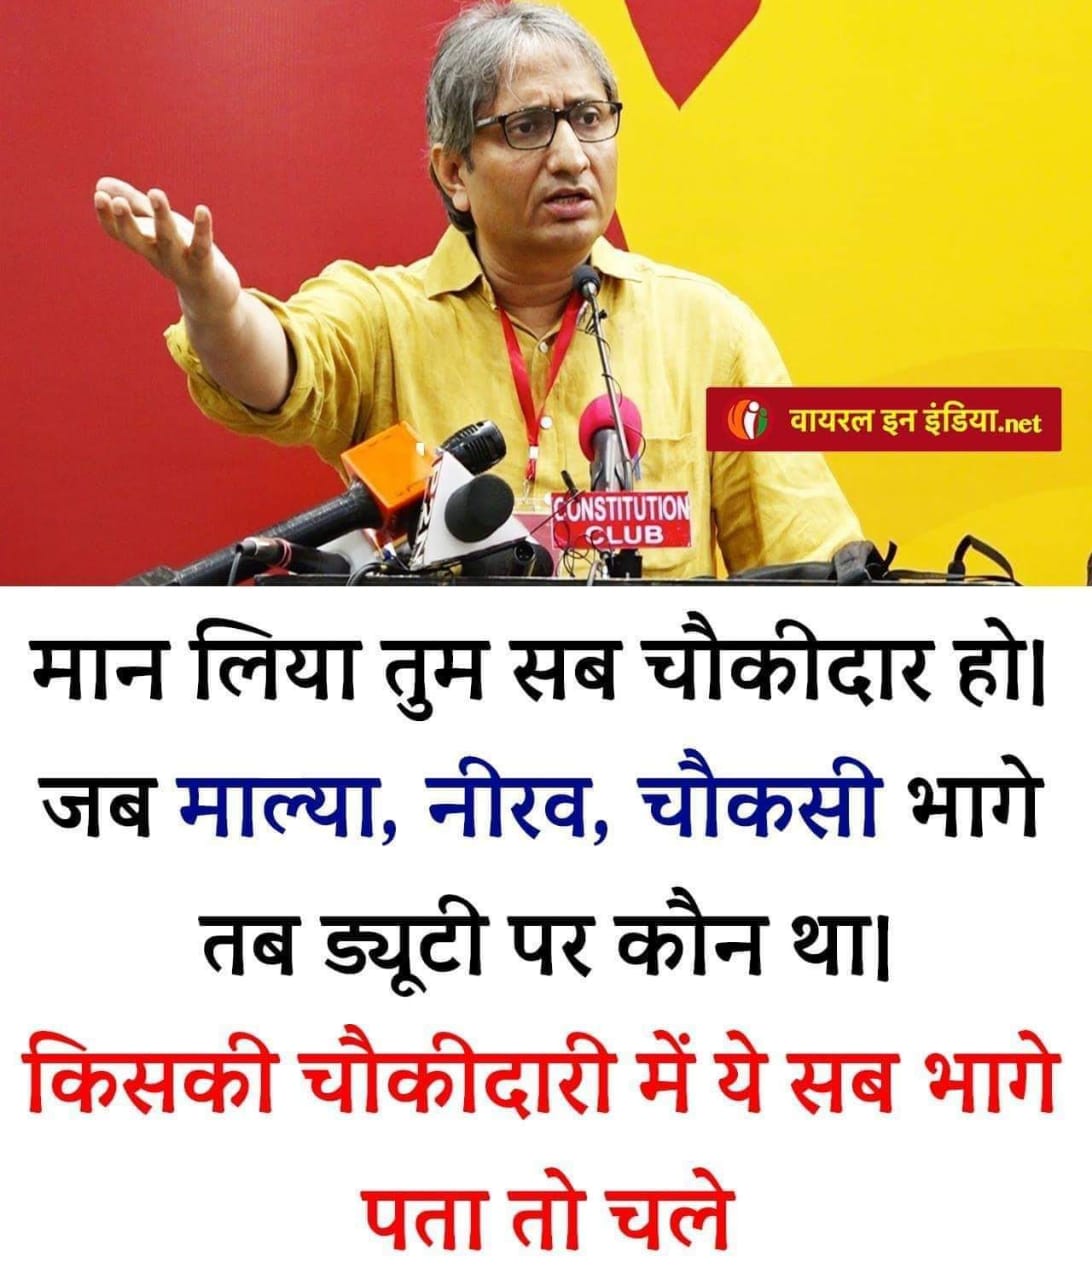 वायरल इन इंडिया.net
CONSTITUTION
CLUB
मान लिया तुम सब चौकीदार हो।
जब माल्या, नीरव, चौकसी भागे
तब ड्यूटी पर कौन था।
किसकी चौकीदारी में ये सब भागे
पता तो चले